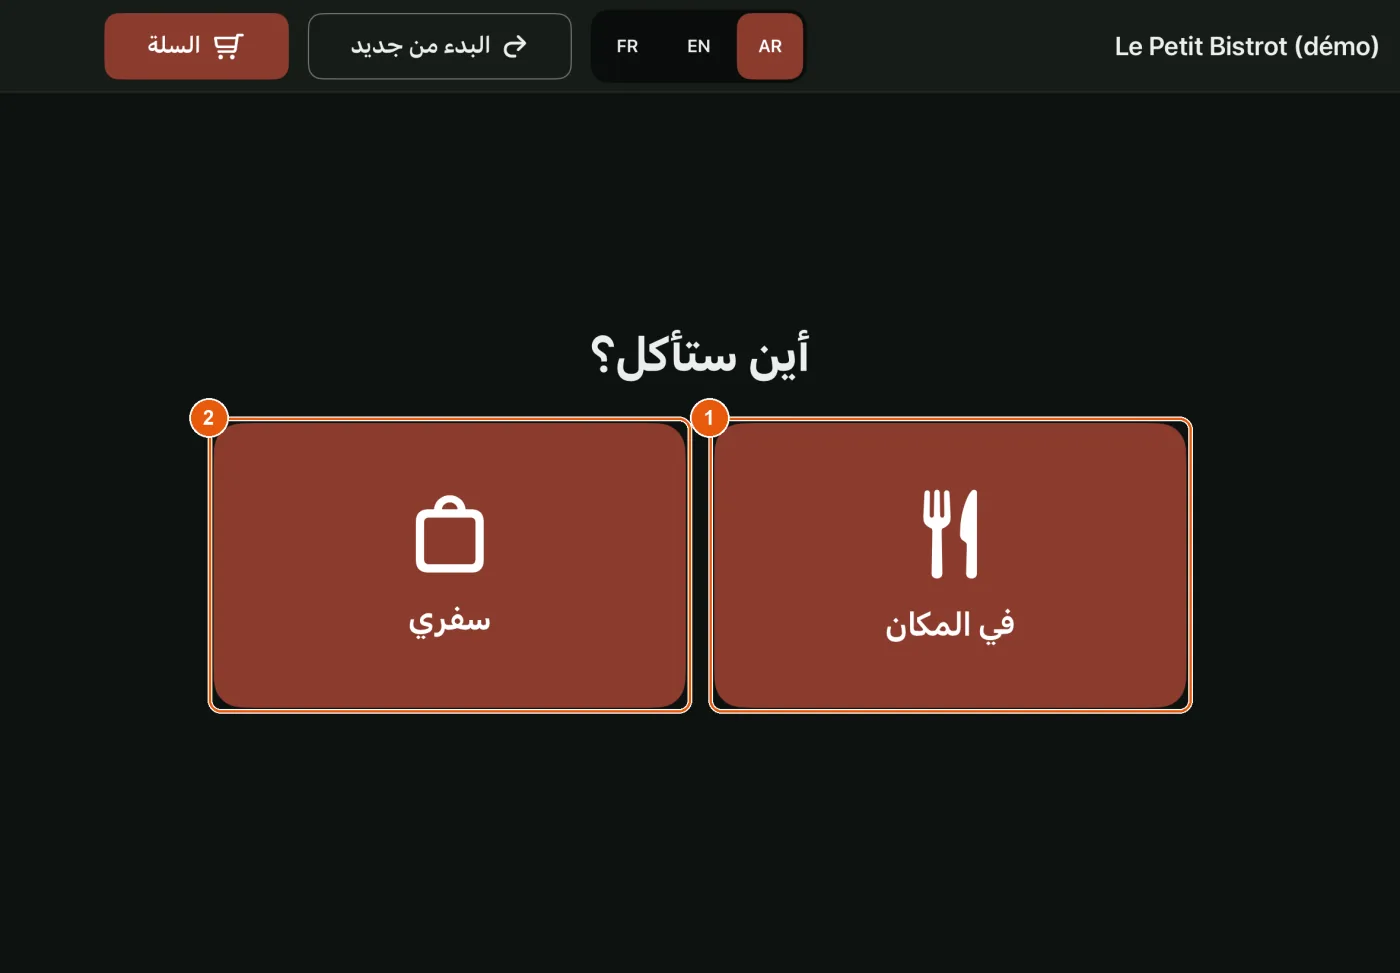 Le Petit Bistrot (démo)
AR
EN
FR
البدء من جديد
السلة
أين ستأكل؟
1
في المكان
2
سفري